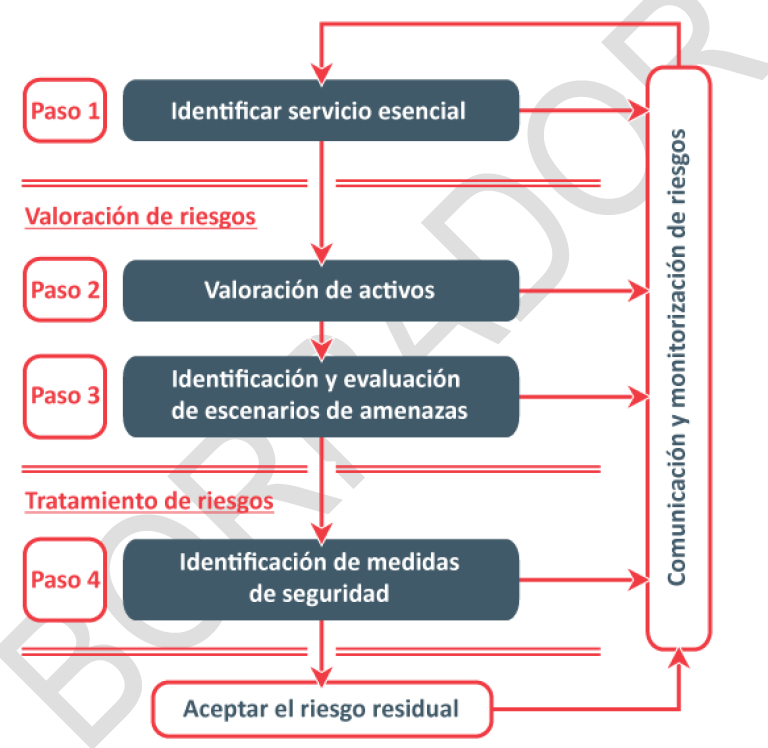 Paso 1
Identificar servicio esencial
Valoración de riesgos
Paso 2
Valoración de activos
Paso 3
Identificación y evaluación
de escenarios de amenazas
Tratamiento de riesgos
Paso 4
Identificación de medidas
de seguridad
Aceptar el riesgo residual
Comunicación y monitorización de riesgos
BORRADOR